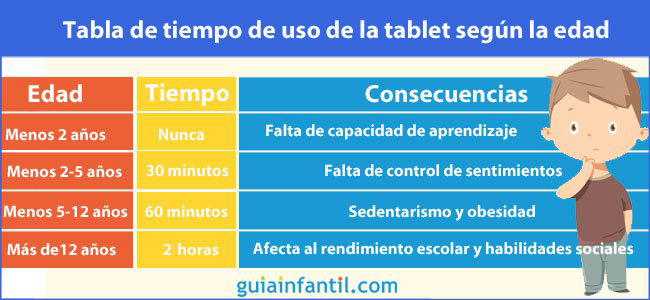 Tabla de tiempo de uso de la tablet según la edad
Edad Tiempo Consecuencias
Menos 2 años Nunca Falta de capacidad de aprendizaje
Menos 2-5 años 30 minutos Falta de control de sentimientos
Menos 5-12 años 60 minutos Sedentarismo y obesidad
Más de12 años 2 horas Afecta al rendimiento escolar y habilidades sociales
guiainfantil.com